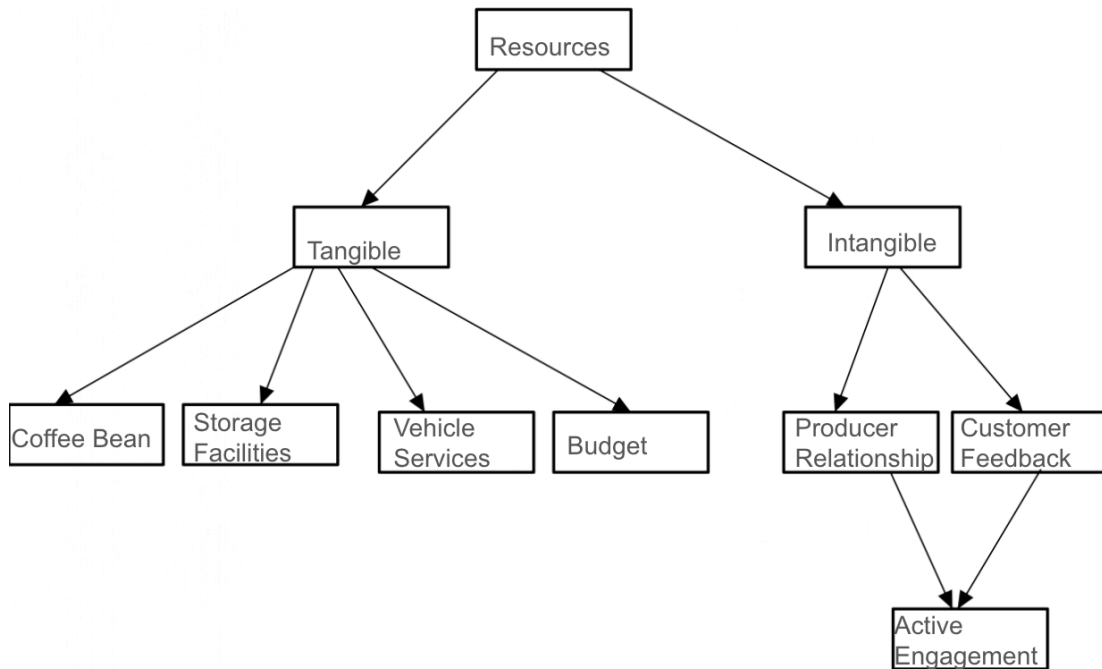 Resources
Tangible
Intangible
Coffee Bean
Storage
Facilities
Vehicle
Services
Budget
Producer
Relationship
Customer
Feedback
Active
Engagement